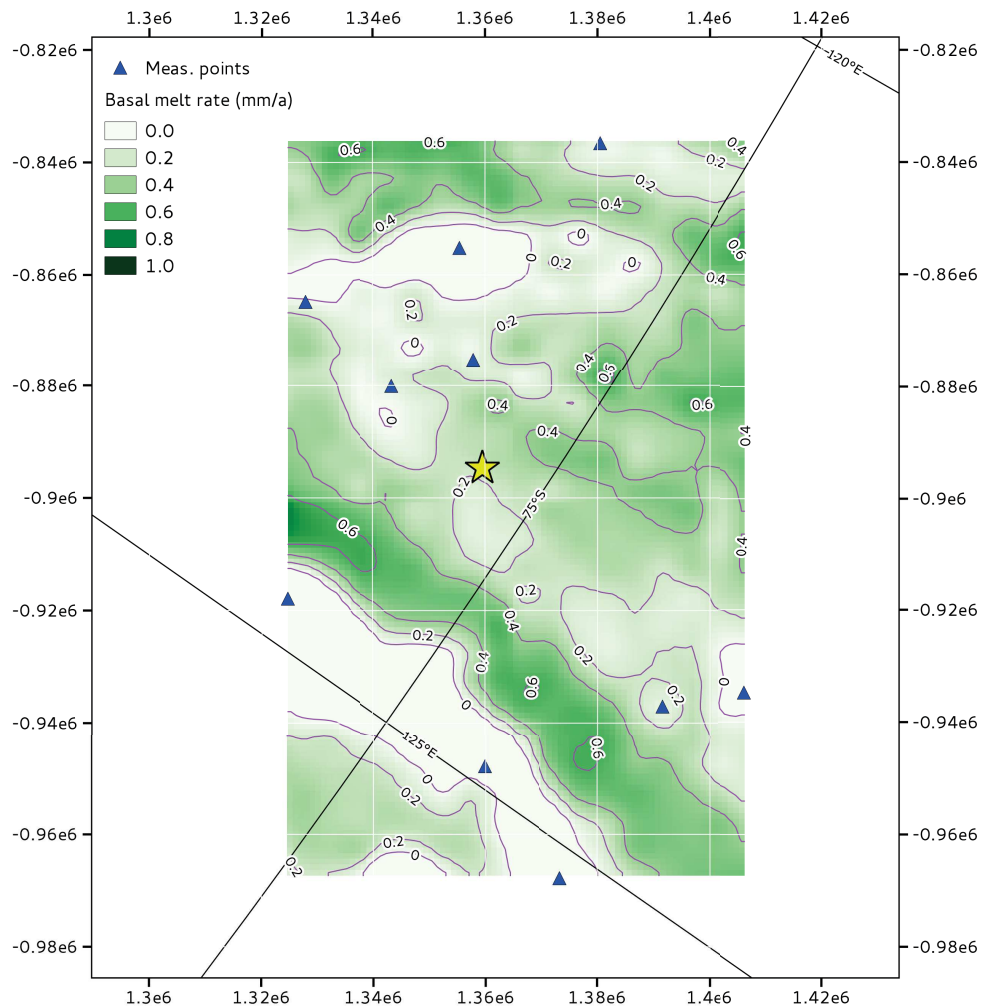 1.3e6 1.32e6 1.34e6 1.36e6 1.38e6 1.4e6 1.42e6
-0.82e6 120°E -0.82e6
Meas. points
Basal melt rate (mm/a)
0.0
0.6 0.6 0.4
0.2 -0.84e6 0.2 -0.84e6
0.4 0.2
0.6 0.4
0.8 0.4 0 0.6
1.0 0 0.2 0
-0.86e6 0.4 -0.86e6
0.2 0.2
0 0.4 0.6
-0.88e6 -0.88e6
0.4 0.6
0 0.4 0.4
0.2
-0.9e6 75°S -0.9e6
0.6 0.4
0.2
-0.92e6 0.4 -0.92e6
0.2 0.4 0.2
0.6 0 0.2
0
-0.94e6 -0.94e6
125°E 0.6
0
0.2
-0.96e6 0.2 -0.96e6
0
0.2
-0.98e6 -0.98e6
1.3e6 1.32e6 1.34e6 1.36e6 1.38e6 1.4e6 1.42e6